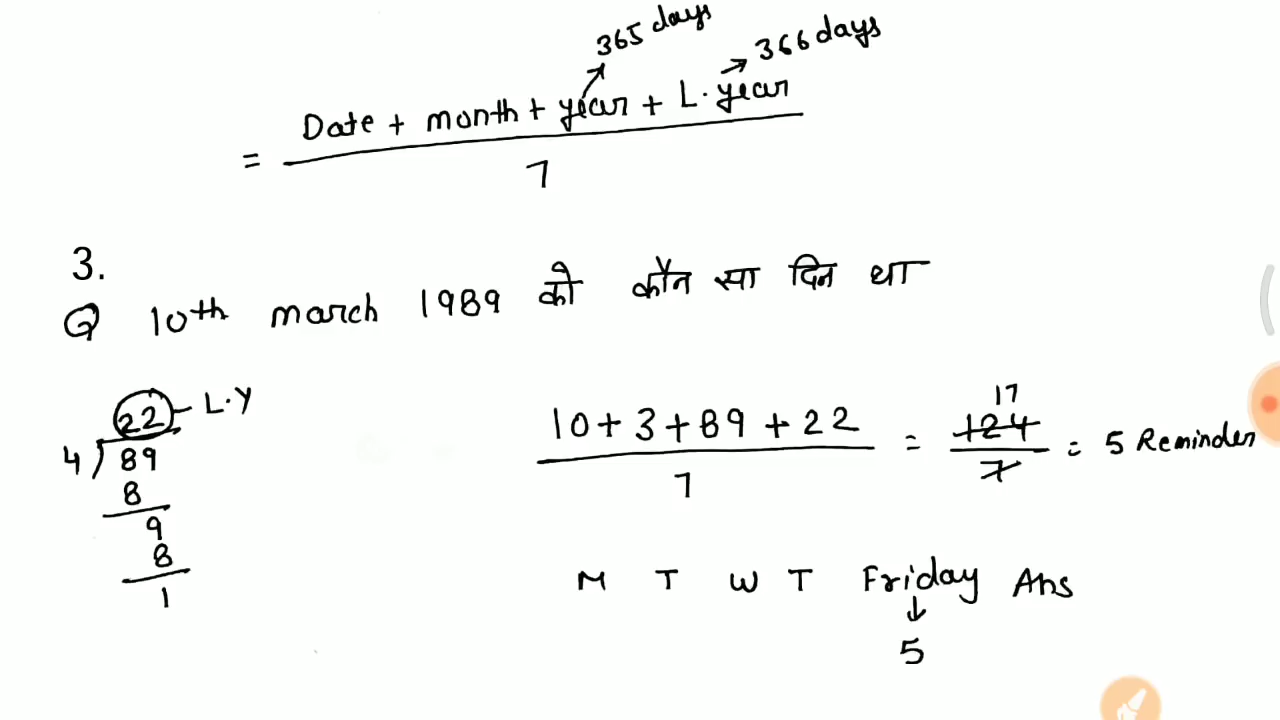 365 days
366 days
= Date + month + year + L. year
7
3.
Q 10th march 1989 को कौन सा दिन था
22 - L.Y
4) 89
8
9
8
1
10 + 3 + 89 + 22
7
=
17
124
7
= 5 Reminder
M T W T Friday Ans
5